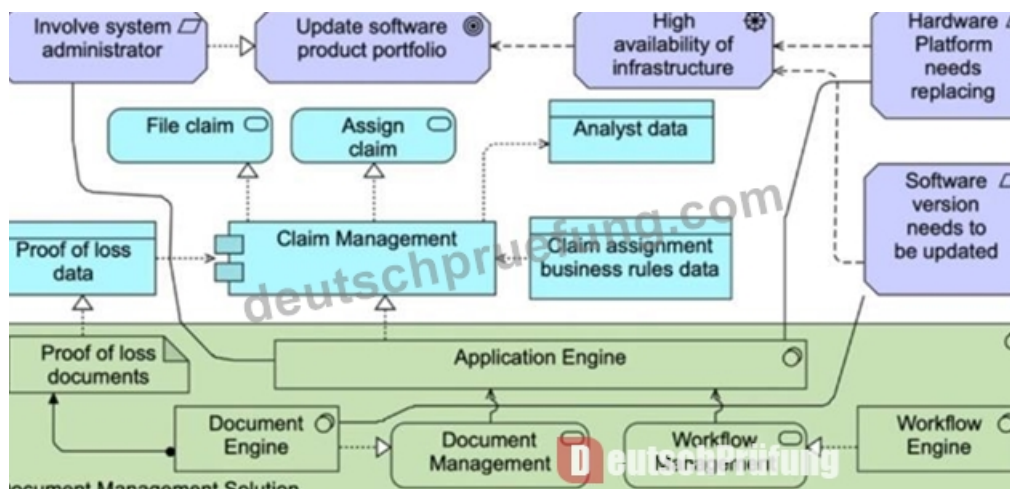 Involve system
administrator
Update software
product portfolio
High
availability of
infrastructure
Hardware
Platform
needs
replacing
File claim
Assign
claim
Analyst data
Software
version
needs to
be updated
Proof of loss
data
Claim Management
Claim assignment
business rules data
deutschpruefung.com
Proof of loss
documents
Application Engine
Document
Engine
Document
Management
Workflow
Management
Workflow
Engine
DeutschPrüfung
ocument Management Solution